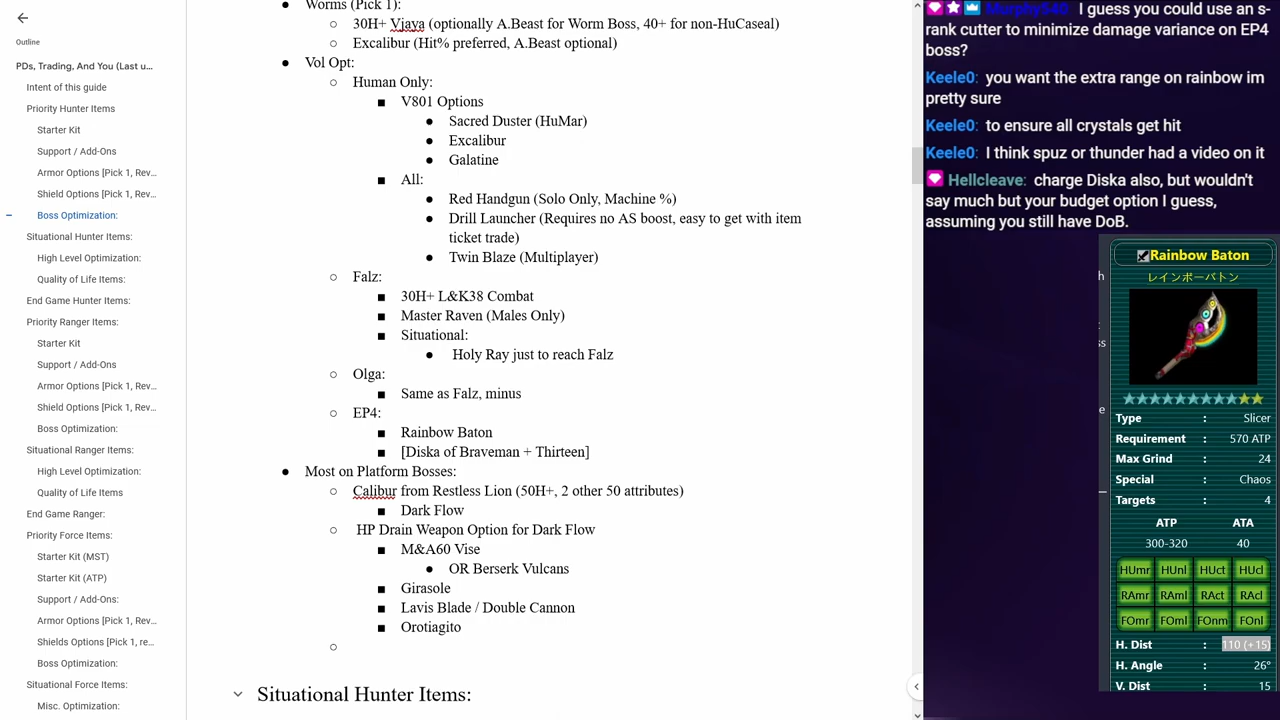 Outline
PDs, Trading, And You (Last u...
Intent of this guide
Priority Hunter Items
Starter Kit
Support / Add-Ons
Armor Options [Pick 1, Rev...
Shield Options [Pick 1, Rev...
Boss Optimization:
Situational Hunter Items:
High Level Optimization:
Quality of Life Items:
End Game Hunter Items:
Priority Ranger Items:
Starter Kit
Support / Add-Ons:
Armor Options [Pick 1, Rev...
Shield Options [Pick 1, Rev...
Boss Optimization:
Situational Ranger Items:
High Level Optimization:
Quality of Life Items
End Game Ranger:
Priority Force Items:
Starter Kit (MST)
Starter Kit (ATP)
Support / Add-Ons:
Armor Options [Pick 1, Rev...
Shields Options [Pick 1, re...
Boss Optimization:
Situational Force Items:
Misc. Optimization:
Worms (Pick 1):
30H+ Vjaya (optionally A.Beast for Worm Boss, 40+ for non-HuCaseal)
Excalibur (Hit% preferred, A.Beast optional)
Vol Opt:
Human Only:
V801 Options
Sacred Duster (HuMar)
Excalibur
Galatine
All:
Red Handgun (Solo Only, Machine %)
Drill Launcher (Requires no AS boost, easy to get with item
ticket trade)
Twin Blaze (Multiplayer)
Falz:
30H+ L&K38 Combat
Master Raven (Males Only)
Situational:
Holy Ray just to reach Falz
Olga:
Same as Falz, minus
EP4:
Rainbow Baton
[Diska of Braveman + Thirteen]
Most on Platform Bosses:
Calibur from Restless Lion (50H+, 2 other 50 attributes)
Dark Flow
HP Drain Weapon Option for Dark Flow
M&A60 Vise
OR Berserk Vulcans
Girasole
Lavis Blade / Double Cannon
Orotiagito
Situational Hunter Items:
Murphy540: I guess you could use an s-
rank cutter to minimize damage variance on EP4
boss?
Keele0: you want the extra range on rainbow im
pretty sure
Keele0: to ensure all crystals get hit
Keele0: I think spuz or thunder had a video on it
Hellcleave: charge Diska also, but wouldn't
say much but your budget option I guess,
assuming you still have DoB.
Rainbow Baton
レインボーバトン
Type : Slicer
Requirement : 570 ATP
Max Grind : 24
Special : Chaos
Targets : 4
ATP ATA
300-320 40
HUmr HUnl HUct HUcl
RAmr RAml RAct RAcl
FOmr FOml FOnm FOnl
H. Dist : 110 (+15)
H. Angle : 26°
V. Dist : 15